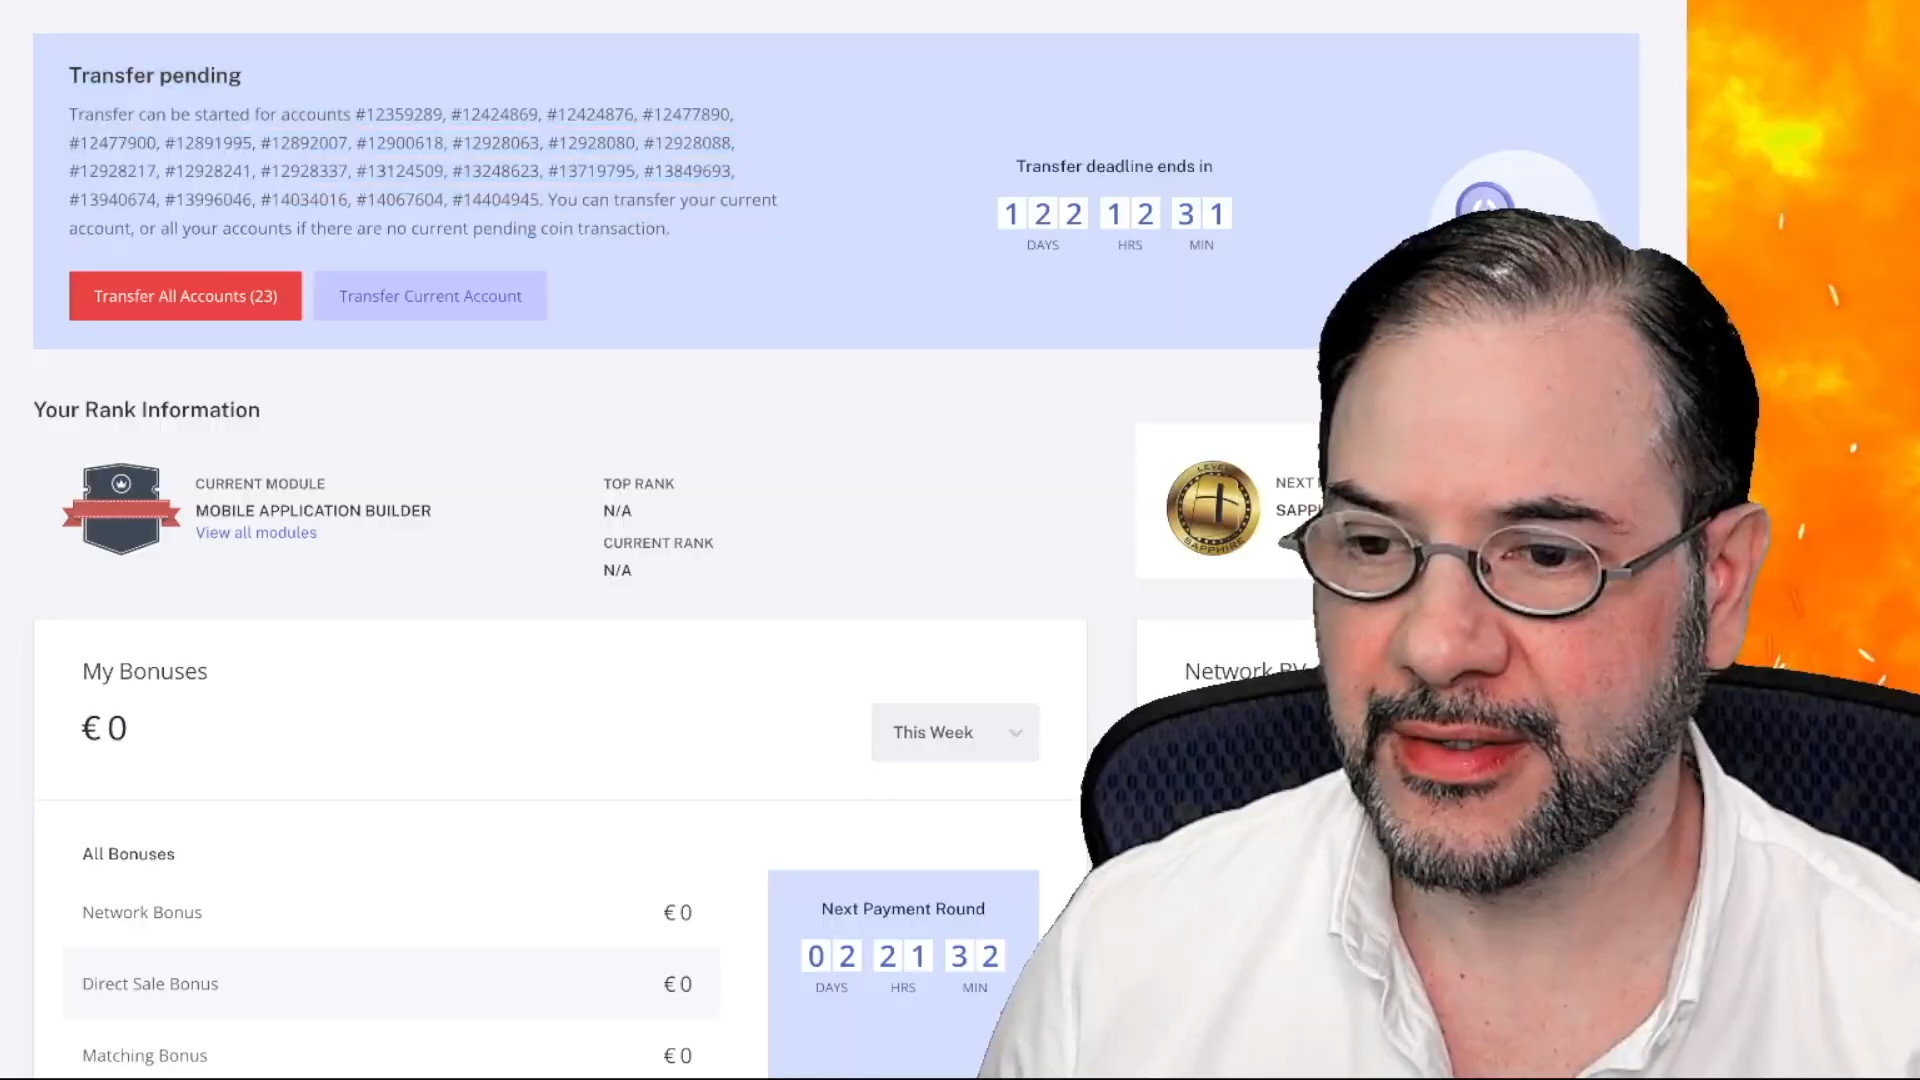 Transfer pending
Transfer can be started for accounts #12359289, #12424869, #12424876, #12477890,
#12477900, #12891995, #12892007, #12900618, #12928063, #12928080, #12928088,
#12928217, #12928241, #12928337, #13124509, #13248623, #13719795, #13849693,
#13940674, #13996046, #14034016, #14067604, #14404945. You can transfer your current
account, or all your accounts if there are no current pending coin transaction.
Transfer All Accounts (23)
Transfer Current Account
Transfer deadline ends in
122 12 31
DAYS HRS MIN
Your Rank Information
CURRENT MODULE
MOBILE APPLICATION BUILDER
View all modules
TOP RANK
N/A
CURRENT RANK
N/A
LEVEL
SAPPHIRE
NEXT
My Bonuses
€ 0
This Week
Network
All Bonuses
Network Bonus € 0
Direct Sale Bonus € 0
Matching Bonus € 0
Next Payment Round
02 21 32
DAYS HRS MIN